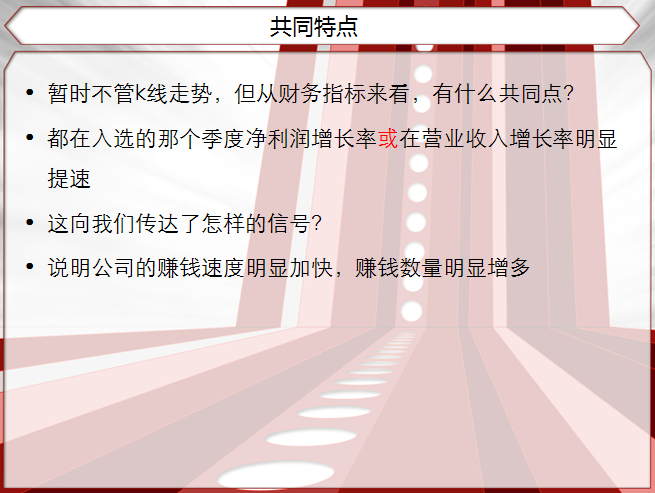 共同特点
• 暂时不管k线走势，但从财务指标来看，有什么共同点？
• 都在入选的那个季度净利润增长率或在营业收入增长率明显
提速
• 这向我们传达了怎样的信号？
• 说明公司的赚钱速度明显加快，赚钱数量明显增多